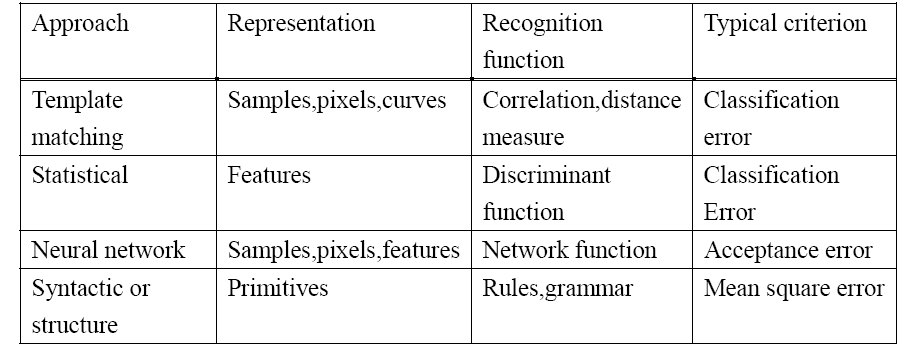 Approach Representation Recognition function Typical criterion
Template matching Samples,pixels,curves Correlation,distance measure Classification error
Statistical Features Discriminant function Classification Error
Neural network Samples,pixels,features Network function Acceptance error
Syntactic or structure Primitives Rules,grammar Mean square error